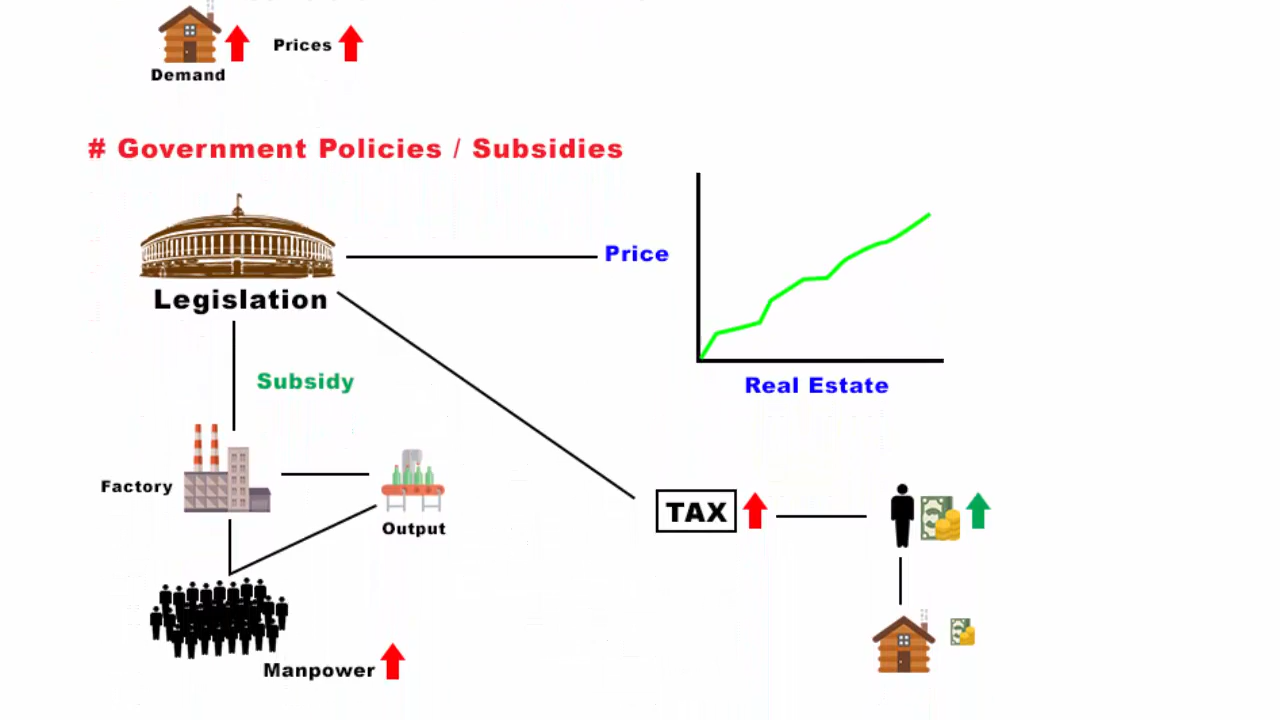 Prices
Demand
# Government Policies / Subsidies
Price
Legislation
Subsidy
Real Estate
Factory
TAX
Output
Manpower